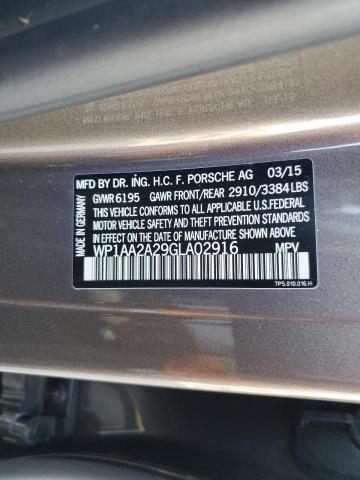 MFD BY DR. ING. H.C. F. PORSCHE AG 03/15
GVWR 6195 GAWR FRONT/REAR 2910/3384LBS
THIS VEHICLE CONFORMS TO ALL APPLICABLE U.S.FEDERAL
MOTOR VEHICLE SAFETY AND THEFT PREVENTION
STANDARDS IN EFFECT ON THE DATE OF MANUFACTURE SHOWN ABOVE.
WP1AA2A29GLA02916 MPV
MADE IN GERMANY
7P5.010.016.H